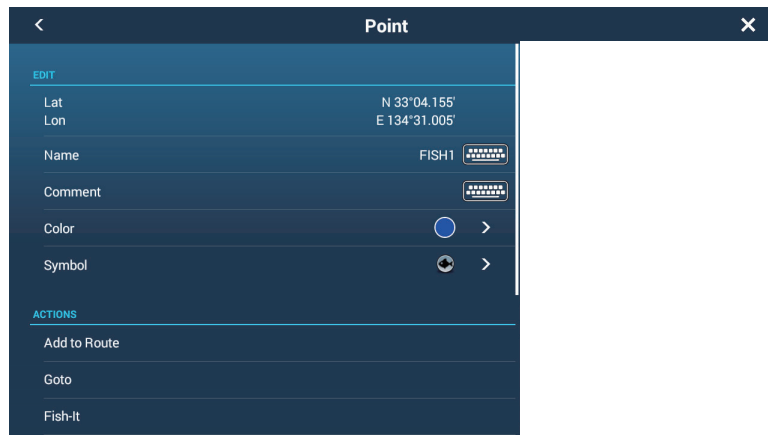 Point
EDIT
Lat N 33°04.155'
Lon E 134°31.005'
Name FISH1
Comment
Color
Symbol
ACTIONS
Add to Route
Goto
Fish-It